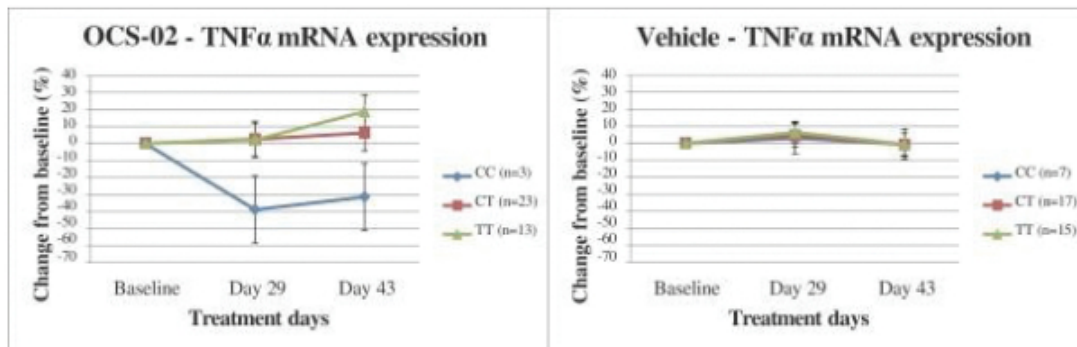 OCS-02 - TNFα mRNA expression
Change from baseline (%)
40
30
20
10
0
-10
-20
-30
-40
-50
-60
-70
Baseline
Day 29
Day 43
Treatment days
CC (n=3)
CT (n=23)
TT (n=13)
Vehicle - TNFα mRNA expression
Change from baseline (%)
40
30
20
10
0
-10
-20
-30
-40
-50
-60
-70
Baseline
Day 29
Day 43
Treatment days
CC (n=7)
CT (n=17)
TT (n=15)